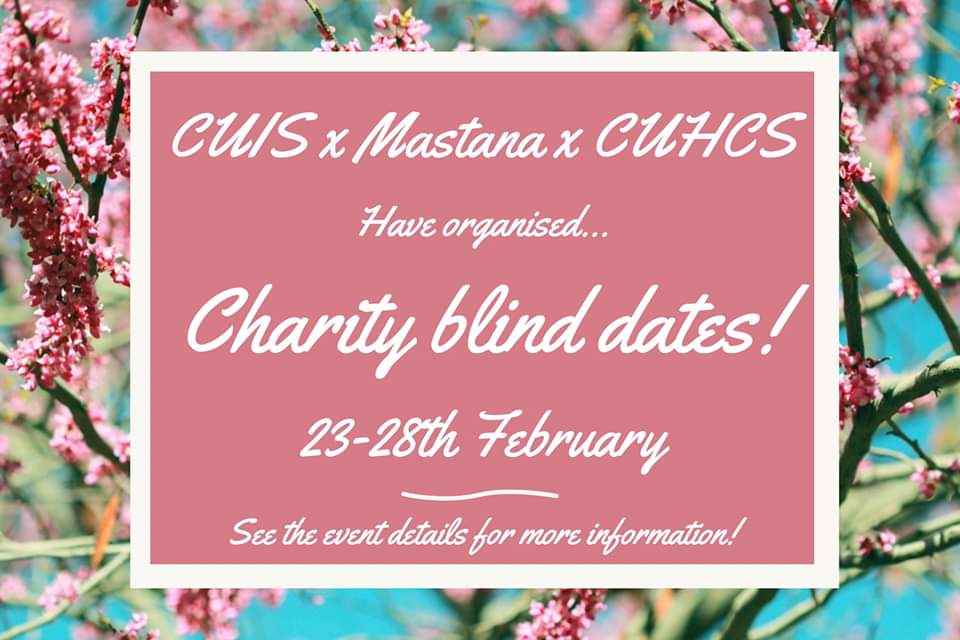 CUIS x Mastana x CUHCS
Have organised...
Charity blind dates!
23-28th February
See the event details for more information!